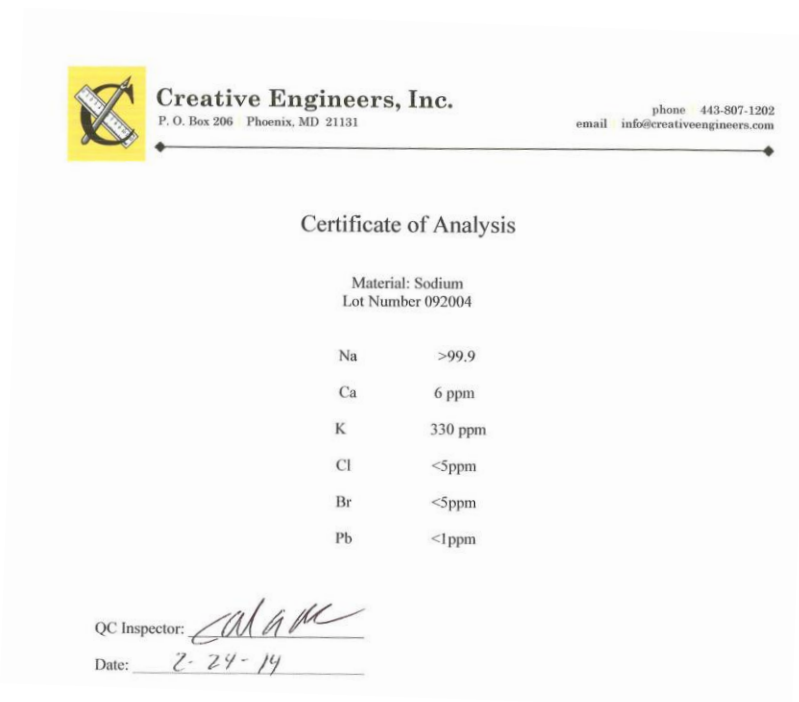 Creative Engineers, Inc.
P. O. Box 206 Phoenix, MD 21131
phone 443-807-1202
email info@creativeengineers.com
Certificate of Analysis
Material: Sodium
Lot Number 092004
Na >99.9
Ca 6 ppm
K 330 ppm
Cl <5ppm
Br <5ppm
Pb <1ppm
QC Inspector:
Date: 2-24-14